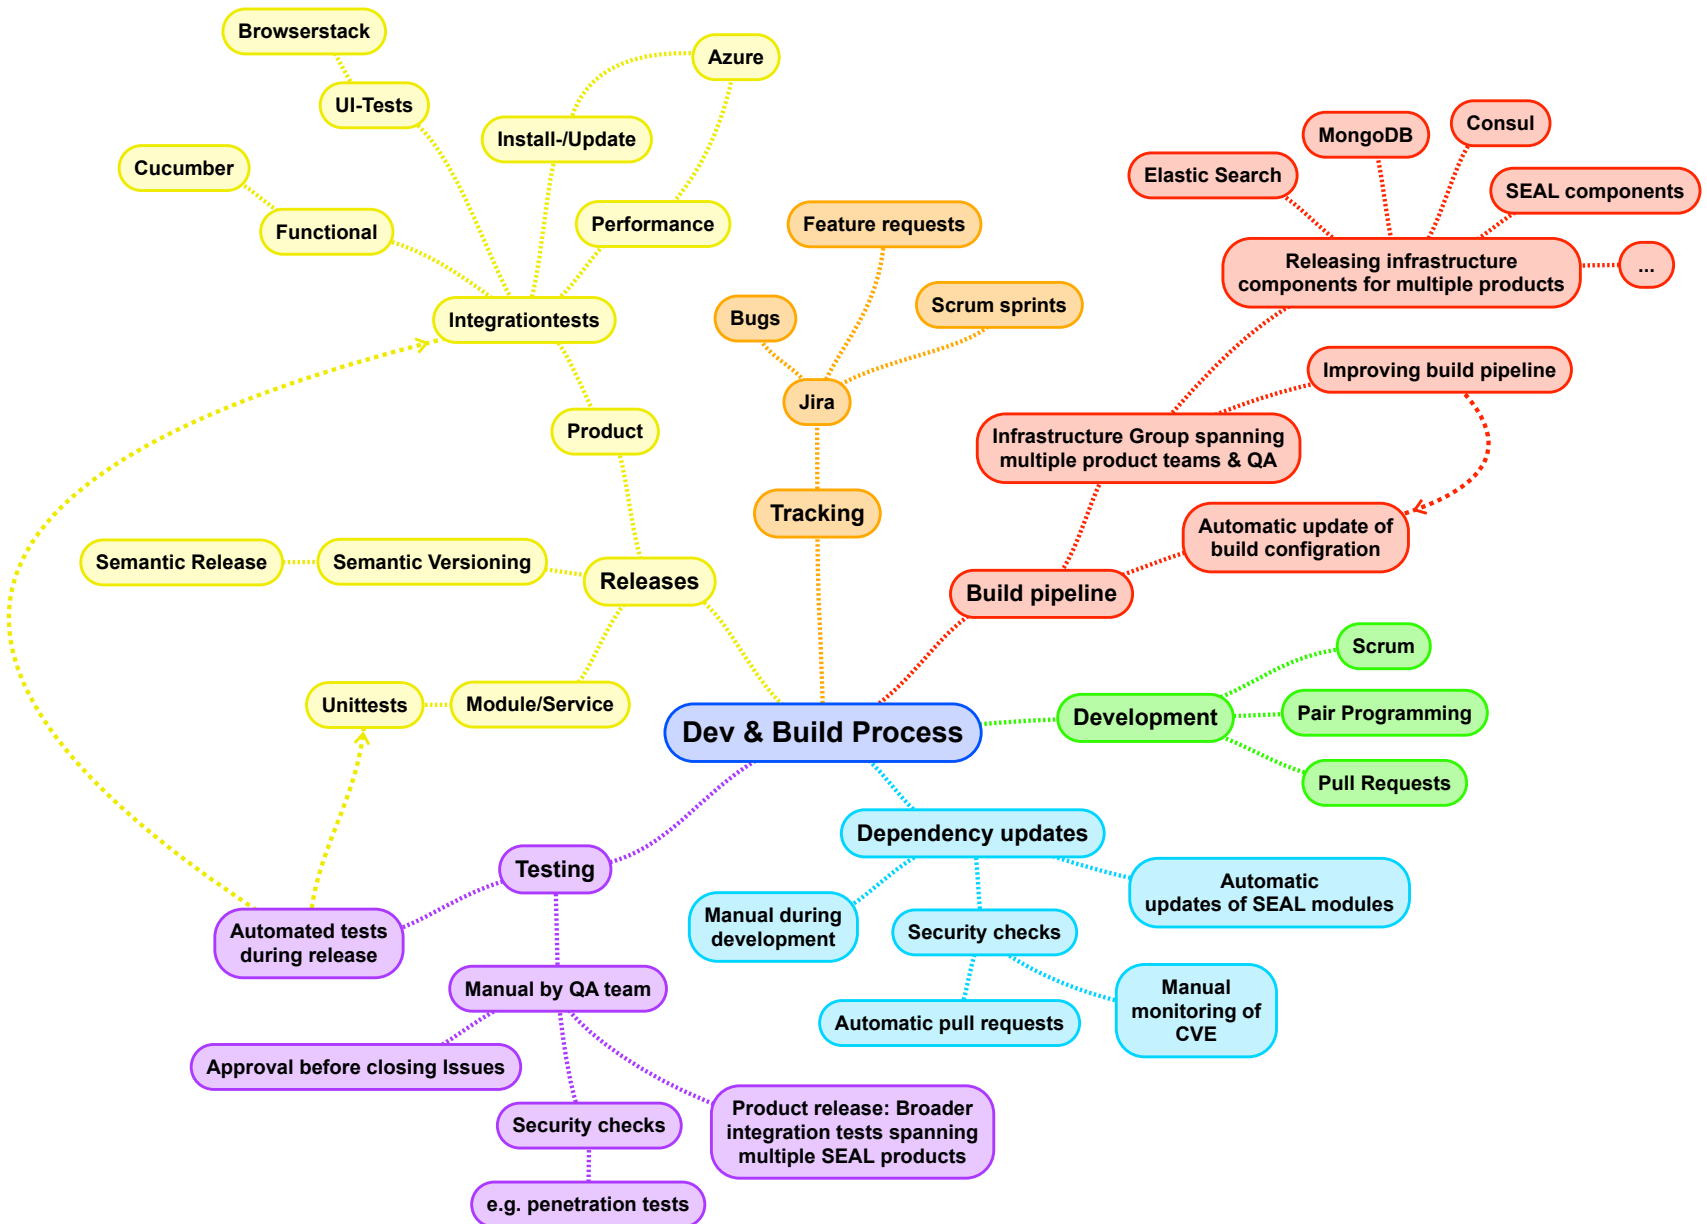 Browserstack
Azure
UI-Tests
Install-/Update
Cucumber
Functional
Performance
Integrationtests
Product
Semantic Release
Semantic Versioning
Releases
Unittests
Module/Service
Feature requests
Bugs
Scrum sprints
Jira
Tracking
Elastic Search
MongoDB
Consul
SEAL components
Releasing infrastructure
components for multiple products
...
Improving build pipeline
Infrastructure Group spanning
multiple product teams & QA
Automatic update of
build configration
Build pipeline
Dev & Build Process
Development
Scrum
Pair Programming
Pull Requests
Dependency updates
Manual during
development
Security checks
Automatic
updates of SEAL modules
Automatic pull requests
Manual
monitoring of
CVE
Testing
Automated tests
during release
Manual by QA team
Approval before closing Issues
Security checks
e.g. penetration tests
Product release: Broader
integration tests spanning
multiple SEAL products